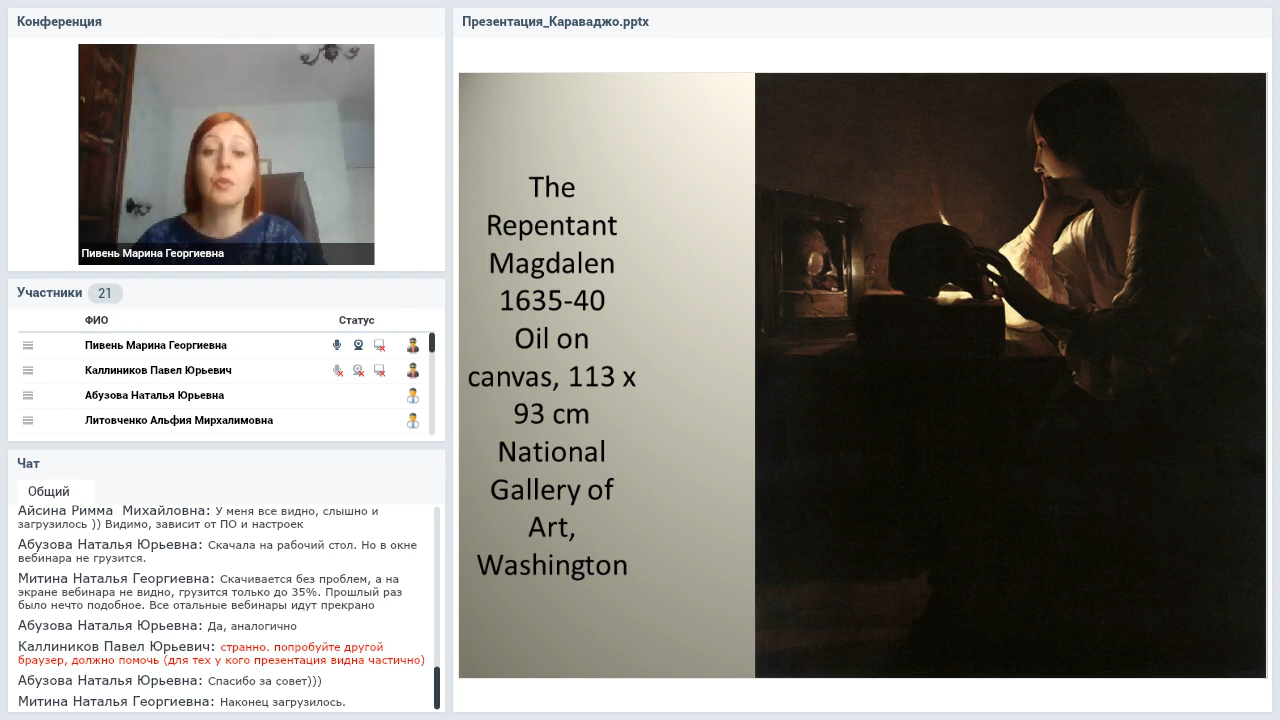 Конференция
Пивень Марина Георгиевна
Участники 21
ФИО Статус
Пивень Марина Георгиевна
Каллиников Павел Юрьевич
Абузова Наталья Юрьевна
Литовченко Альфия Мирхалимовна
Чат
Общий
Айсина Римма Михайловна: У меня все видно, слышно и
загрузилось )) Видимо, зависит от ПО и настроек
Абузова Наталья Юрьевна: Скачала на рабочий стол. Но в окне
вебинара не грузится.
Митина Наталья Георгиевна: Скачивается без проблем, а на
экране вебинара не видно, грузится только до 35%. Прошлый раз
было нечто подобное. Все отальные вебинары идут прекрано
Абузова Наталья Юрьевна: Да, аналогично
Каллиников Павел Юрьевич: странно. попробуйте другой
браузер, должно помочь (для тех у кого презентация видна частично)
Абузова Наталья Юрьевна: Спасибо за совет)))
Митина Наталья Георгиевна: Наконец загрузилось.
Презентация_Караваджо.pptx
The
Repentant
Magdalen
1635-40
Oil on
canvas, 113 x
93 cm
National
Gallery of
Art,
Washington